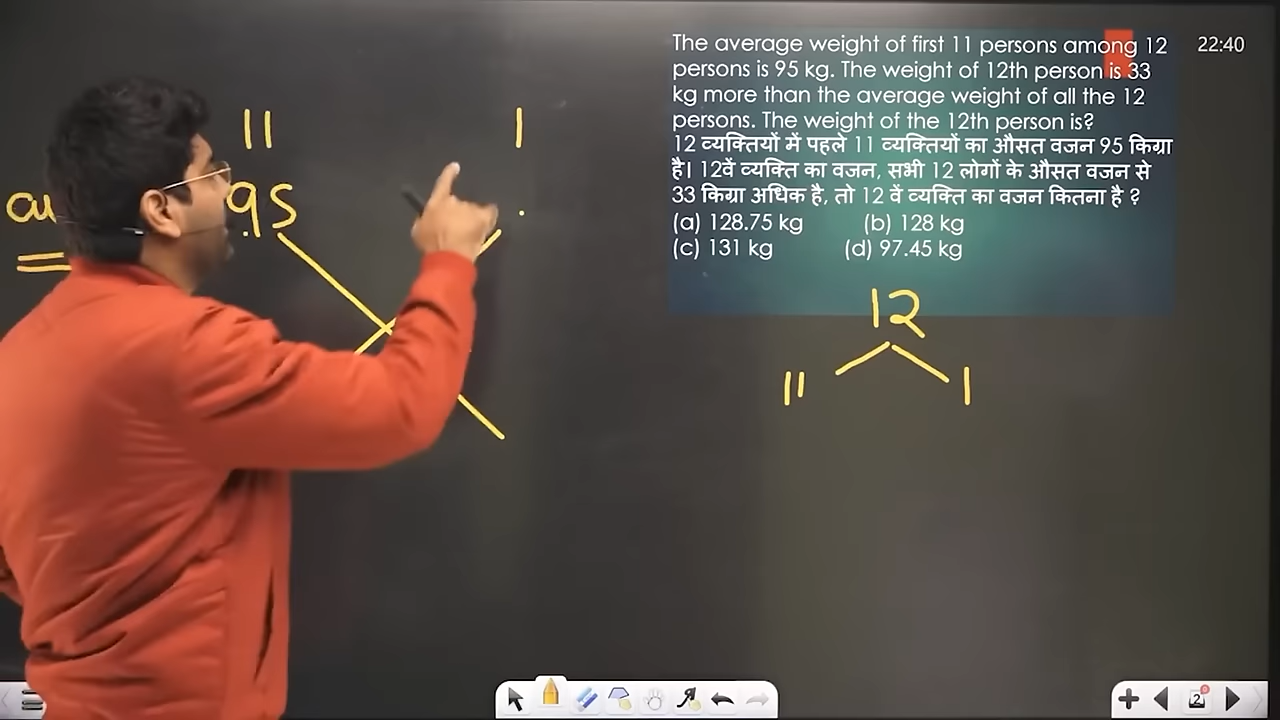 The average weight of first 11 persons among 12
persons is 95 kg. The weight of 12th person is 33
kg more than the average weight of all the 12
persons. The weight of the 12th person is?
12 व्यक्तियों में पहले 11 व्यक्तियों का औसत वजन 95 किग्रा
है। 12वें व्यक्ति का वजन, सभी 12 लोगों के औसत वजन से
33 किग्रा अधिक है, तो 12 वें व्यक्ति का वजन कितना है ?
(a) 128.75 kg (b) 128 kg
(c) 131 kg (d) 97.45 kg
22:40
11 1
95
12
11 1
2